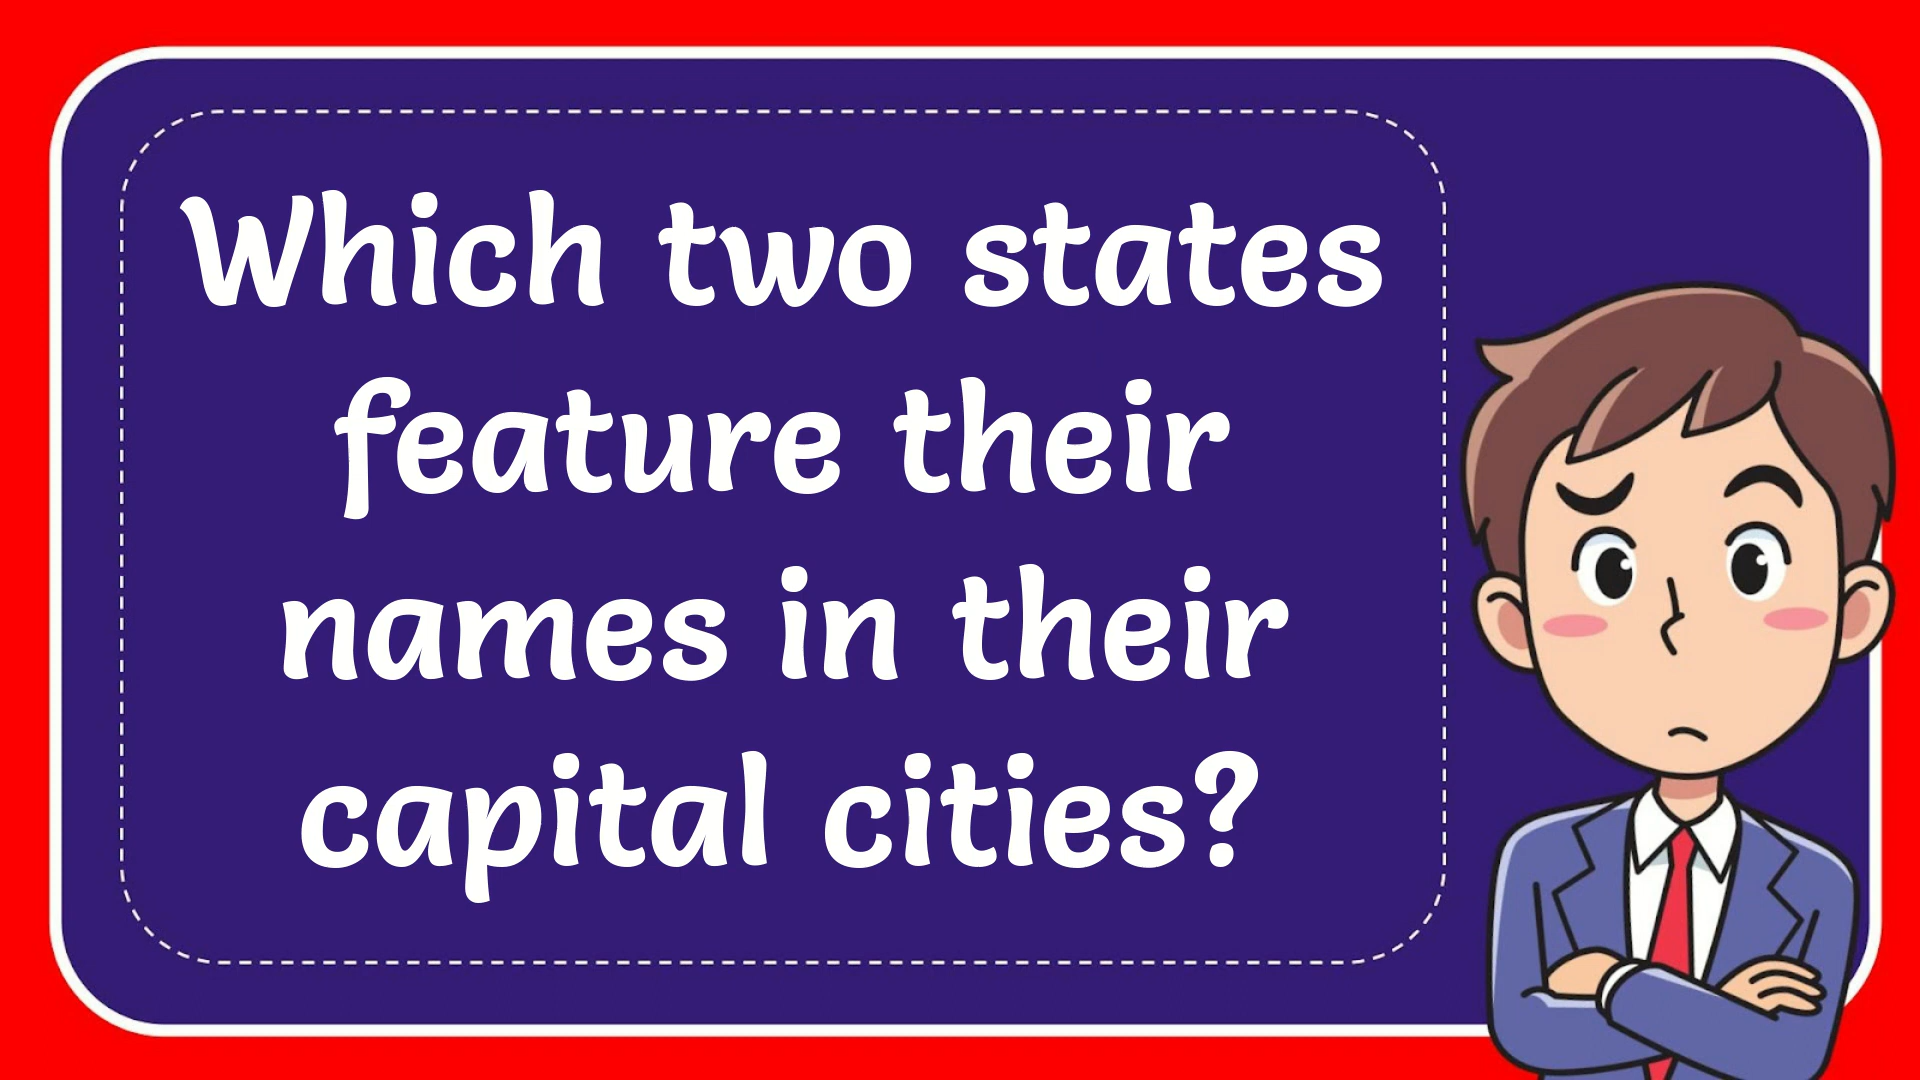 Which two states
feature their
names in their
capital cities?